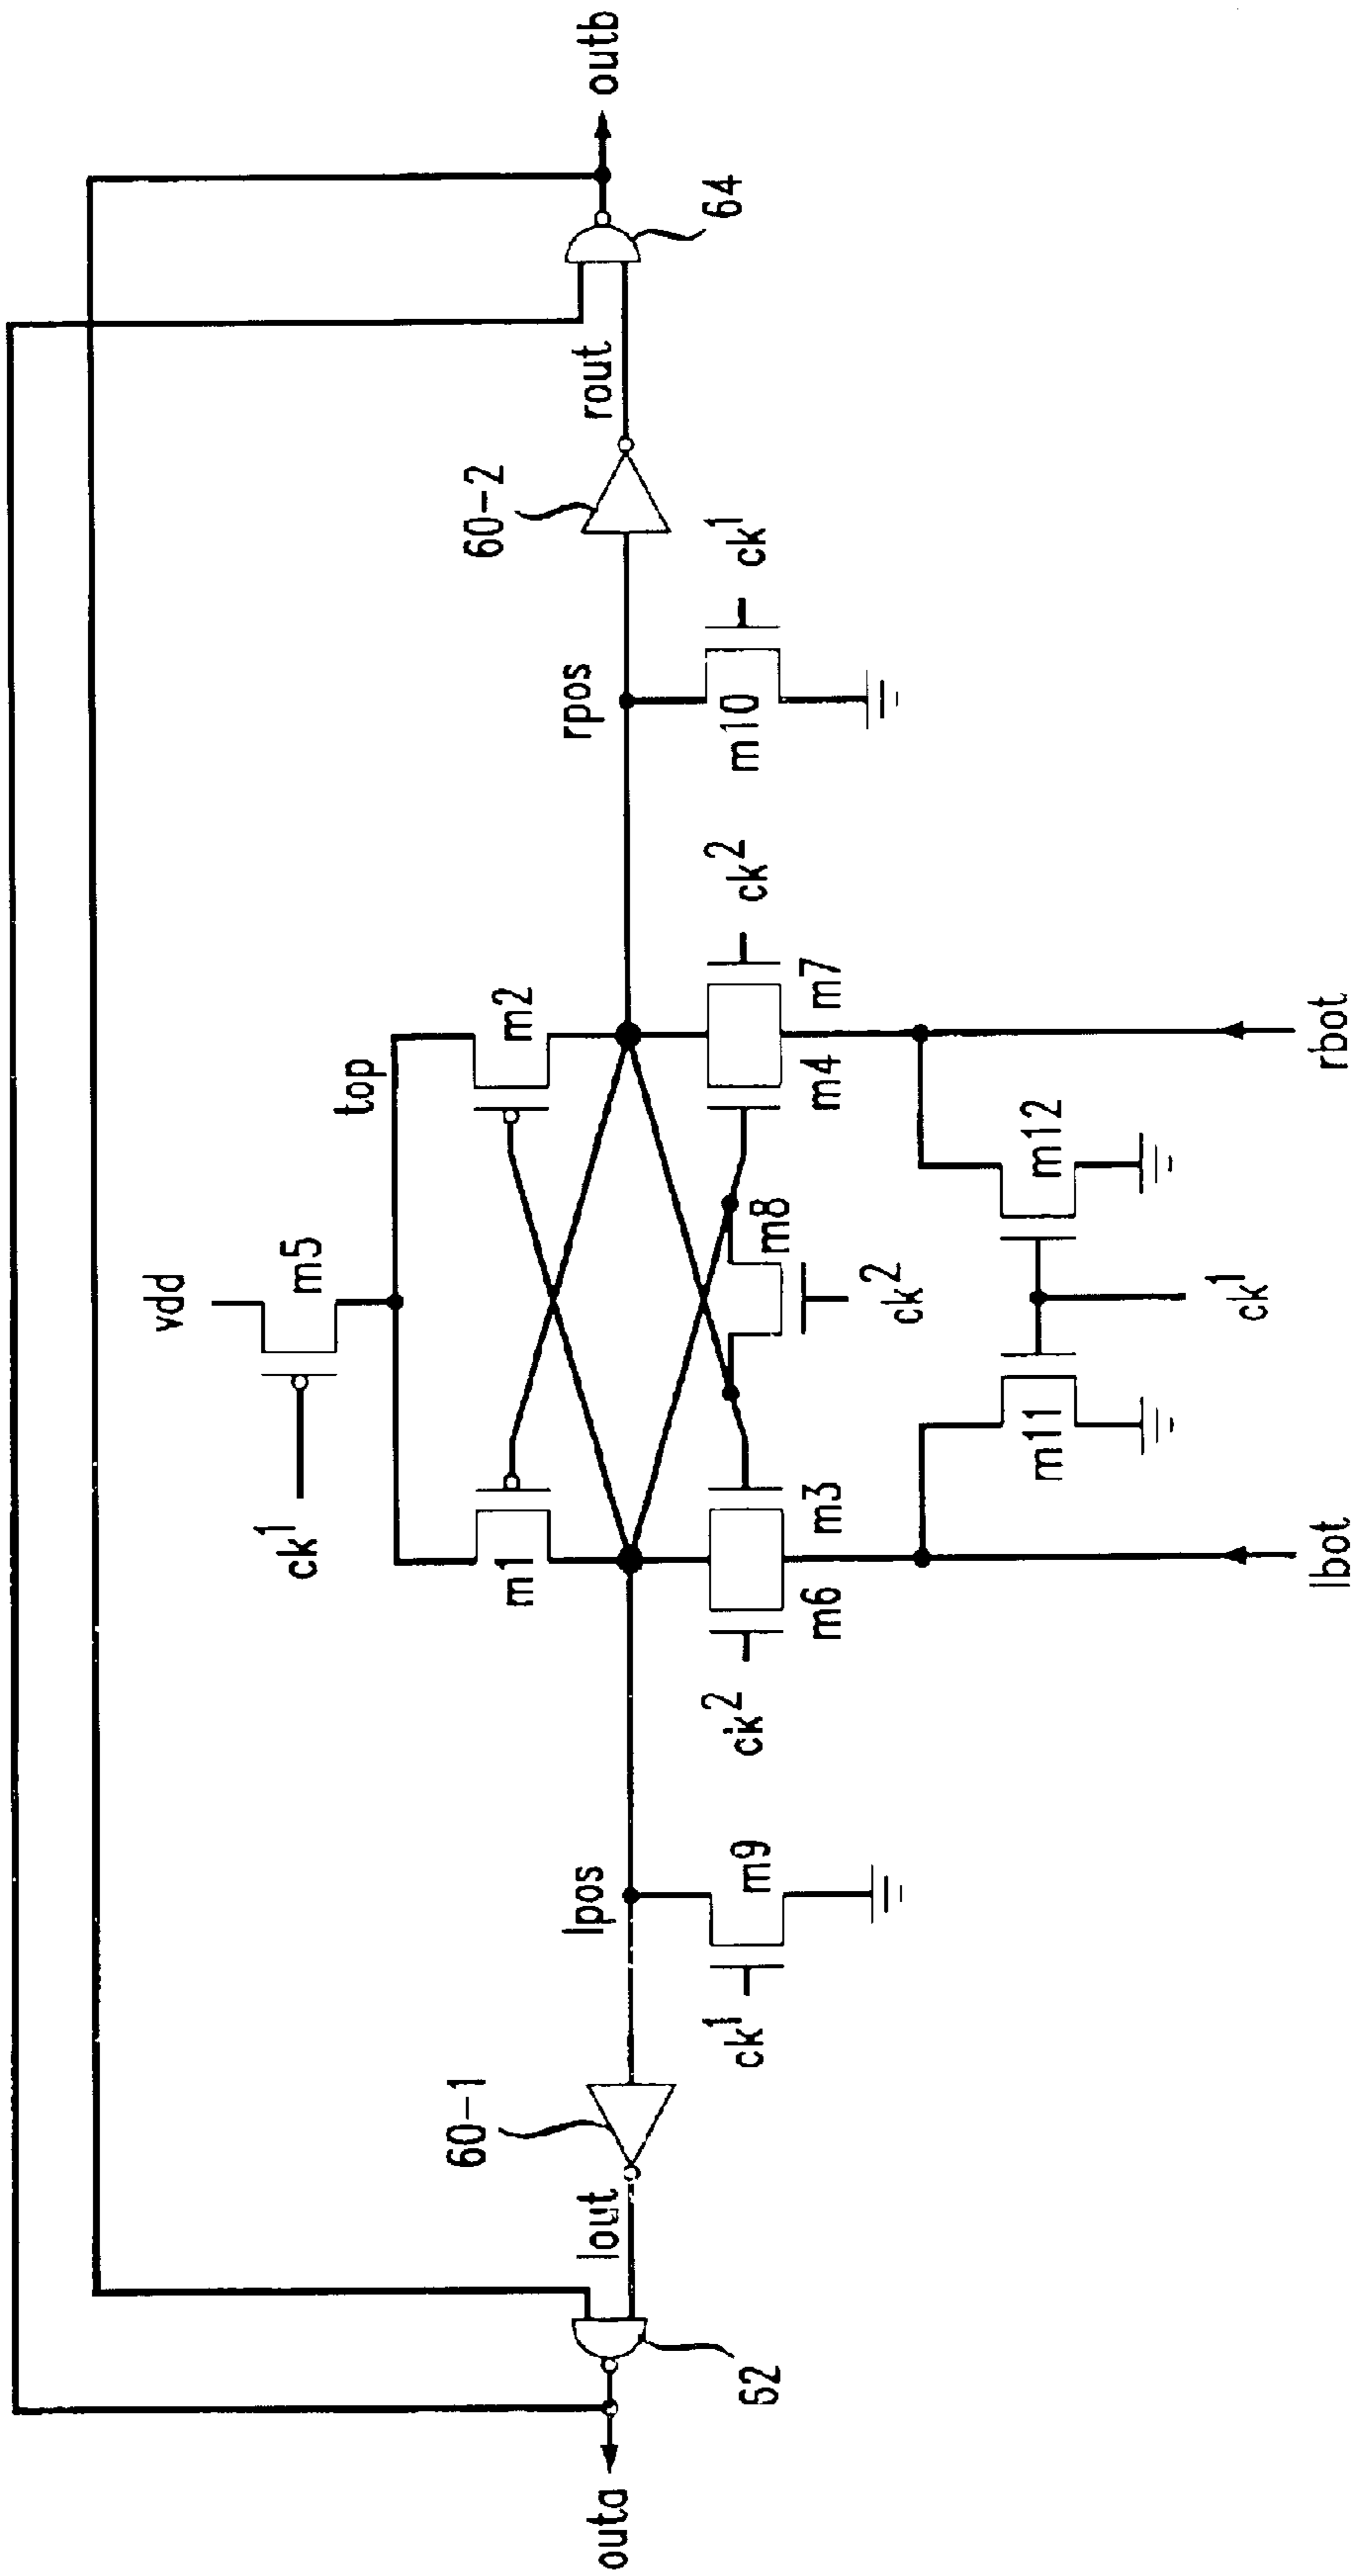 vdd
ck¹
m5
top
60-1
60-2
m1
m2
lpos
rpos
lout
rout
outa
outb
62
64
ck¹
m9
ck²
m6
m3
m8
ck²
m4
m7
ck²
m10
ck¹
m11
m12
ck¹
lbot
rbot